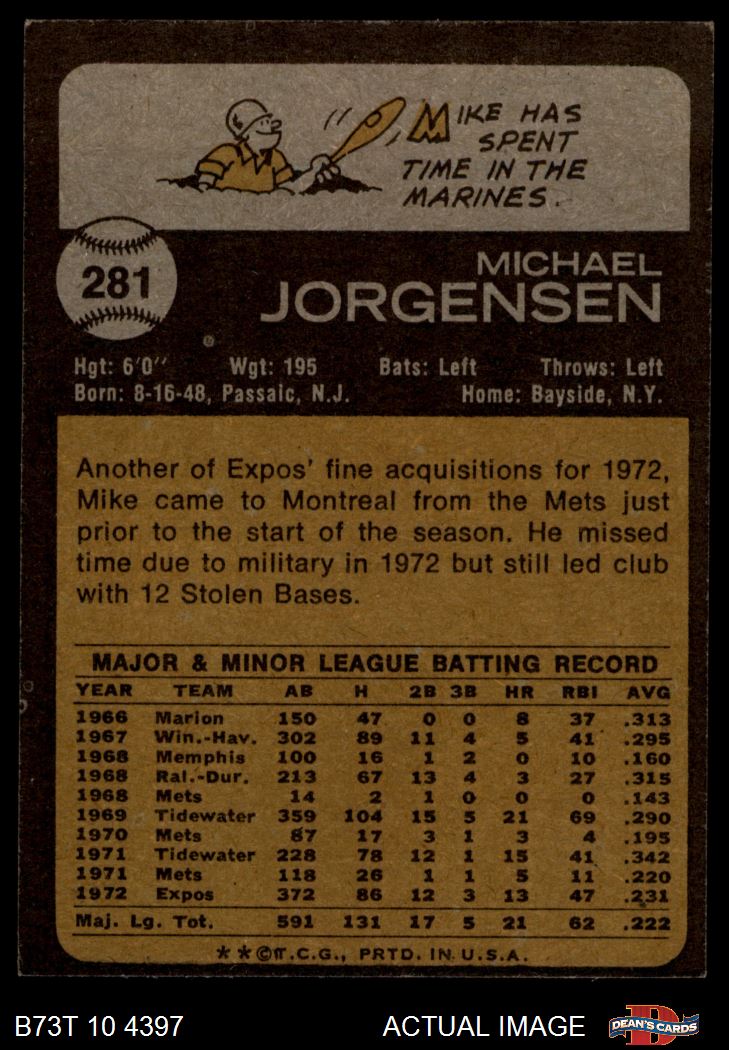 MIKE HAS
SPENT
TIME IN THE
MARINES.
281
MICHAEL
JORGENSEN
Hgt: 6'0" Wgt: 195 Bats: Left Throws: Left
Born: 8-16-48, Passaic, N.J. Home: Bayside, N.Y.
Another of Expos' fine acquisitions for 1972,
Mike came to Montreal from the Mets just
prior to the start of the season. He missed
time due to military in 1972 but still led club
with 12 Stolen Bases.
MAJOR & MINOR LEAGUE BATTING RECORD
YEAR TEAM AB H 2B 3B HR RBI AVG
1966 Marion 150 47 0 0 8 37 .313
1967 Win.-Hav. 302 89 11 4 5 41 .295
1968 Memphis 100 16 1 2 0 10 .160
1968 Ral.-Dur. 213 67 13 4 3 27 .315
1968 Mets 14 2 1 0 0 0 .143
1969 Tidewater 359 104 15 5 21 69 .290
1970 Mets 87 17 3 1 3 4 .195
1971 Tidewater 228 78 12 1 15 41 .342
1971 Mets 118 26 1 1 5 11 .220
1972 Expos 372 86 12 3 13 47 .231
Maj. Lg. Tot. 591 131 17 5 21 62 .222
**©T.C.G., PRTD. IN U.S.A.
B73T 10 4397 ACTUAL IMAGE D DEAN'S CARDS